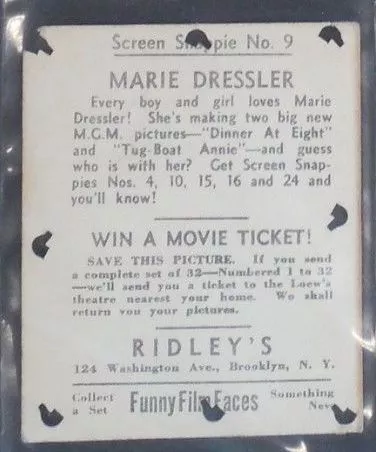 Screen Snappie No. 9
MARIE DRESSLER
Every boy and girl loves Marie
Dressler! She's making two big new
M.G.M. pictures—"Dinner At Eight"
and "Tug-Boat Annie"—and guess
who is with her? Get Screen Snap-
pies Nos. 4, 10, 15, 16 and 24 and
you'll know!
WIN A MOVIE TICKET!
SAVE THIS PICTURE. If you send
a complete set of 32—Numbered 1 to 32
—we'll send you a ticket to the Loew's
theatre nearest your home. We shall
return you your pictures.
RIDLEY'S
124 Washington Ave., Brooklyn, N. Y.
Collect
a Set
Funny Film Faces
Something
New